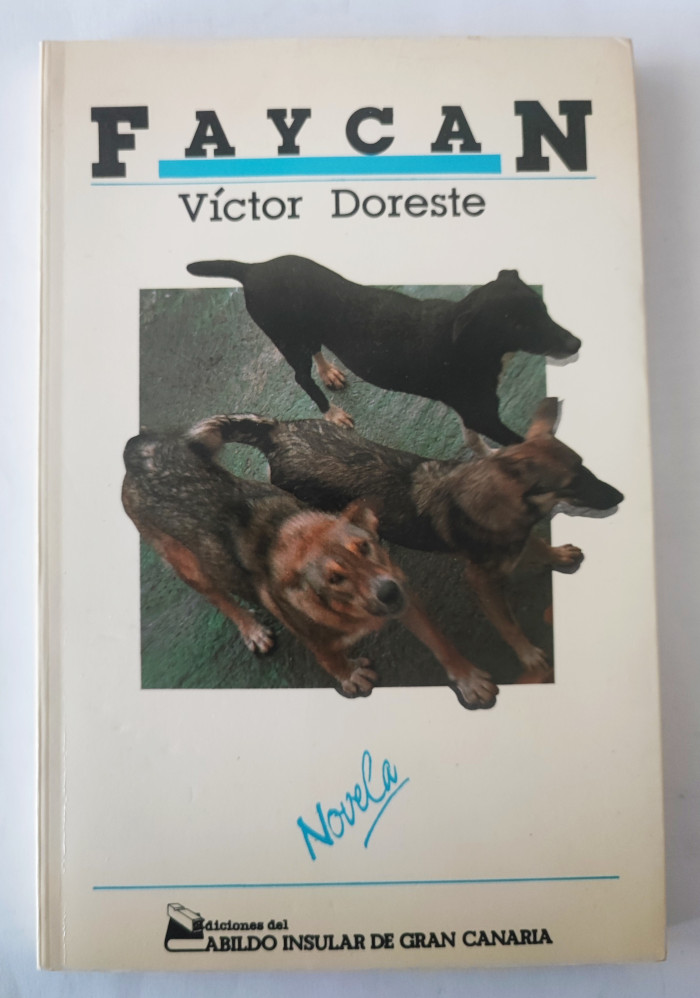 FAYCAN
Víctor Doreste
Novela
Ediciones del
CABILDO INSULAR DE GRAN CANARIA